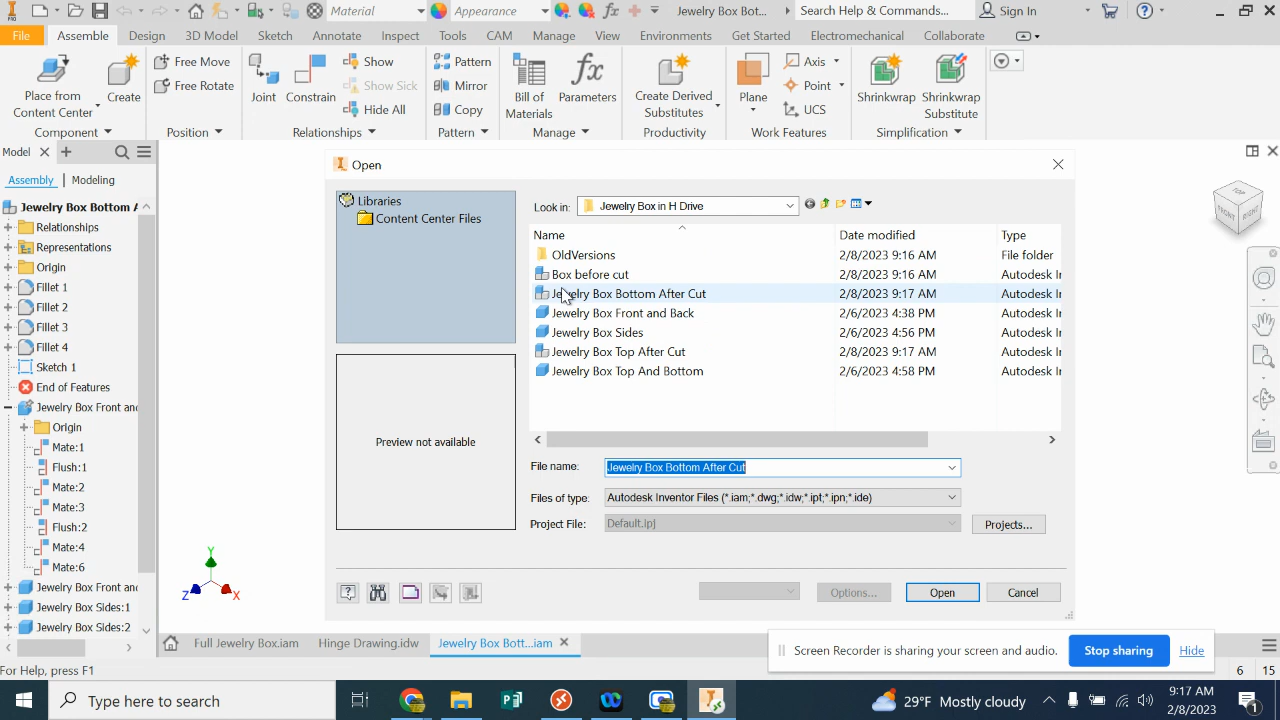 Material
Appearance
Jewelry Box Bot...
Search Help & Commands...
Sign In
File
Assemble
Design
3D Model
Sketch
Annotate
Inspect
Tools
CAM
Manage
View
Environments
Get Started
Electromechanical
Collaborate
Place from
Content Center
Create
Free Move
Free Rotate
Joint
Constrain
Show
Show Sick
Hide All
Pattern
Mirror
Copy
Bill of
Materials
Parameters
Create Derived
Substitutes
Plane
Axis
Point
UCS
Shrinkwrap
Shrinkwrap
Substitute
Component
Position
Relationships
Pattern
Manage
Productivity
Work Features
Simplification
Model
Assembly
Modeling
Jewelry Box Bottom A
Relationships
Representations
Origin
Fillet 1
Fillet 2
Fillet 3
Fillet 4
Sketch 1
End of Features
Jewelry Box Front and
Origin
Mate:1
Flush:1
Mate:2
Mate:3
Flush:2
Mate:4
Mate:6
Jewelry Box Front and
Jewelry Box Sides:1
Jewelry Box Sides:2
TOP
FRONT
RIGHT
Y
Z
X
Open
Libraries
Content Center Files
Preview not available
Look in:
Jewelry Box in H Drive
Name
Date modified
Type
OldVersions
2/8/2023 9:16 AM
File folder
Box before cut
2/8/2023 9:16 AM
Autodesk In
Jewelry Box Bottom After Cut
2/8/2023 9:17 AM
Autodesk In
Jewelry Box Front and Back
2/6/2023 4:38 PM
Autodesk In
Jewelry Box Sides
2/6/2023 4:56 PM
Autodesk In
Jewelry Box Top After Cut
2/8/2023 9:17 AM
Autodesk In
Jewelry Box Top And Bottom
2/6/2023 4:58 PM
Autodesk In
File name:
Jewelry Box Bottom After Cut
Files of type:
Autodesk Inventor Files (*.iam;*.dwg;*.idw;*.ipt;*.ipn;*.ide)
Project File:
Default.ipj
Projects...
Options...
Open
Cancel
Full Jewelry Box.iam
Hinge Drawing.idw
Jewelry Box Bott...iam
Screen Recorder is sharing your screen and audio.
Stop sharing
Hide
For Help, press F1
6
15
Type here to search
29°F Mostly cloudy
9:17 AM
2/8/2023
1